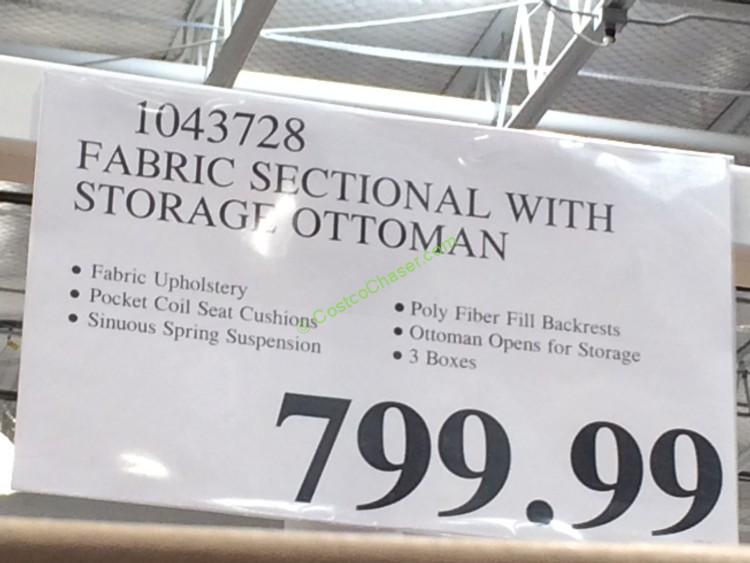 1043728
FABRIC SECTIONAL WITH
STORAGE OTTOMAN
• Fabric Upholstery
• Pocket Coil Seat Cushions
• Sinuous Spring Suspension
• Poly Fiber Fill Backrests
• Ottoman Opens for Storage
• 3 Boxes
799.99
© CostcoChaser.com